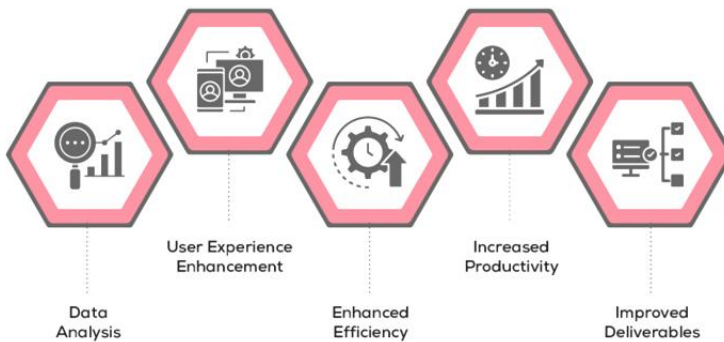 Data
Analysis
User Experience
Enhancement
Enhanced
Efficiency
Increased
Productivity
Improved
Deliverables